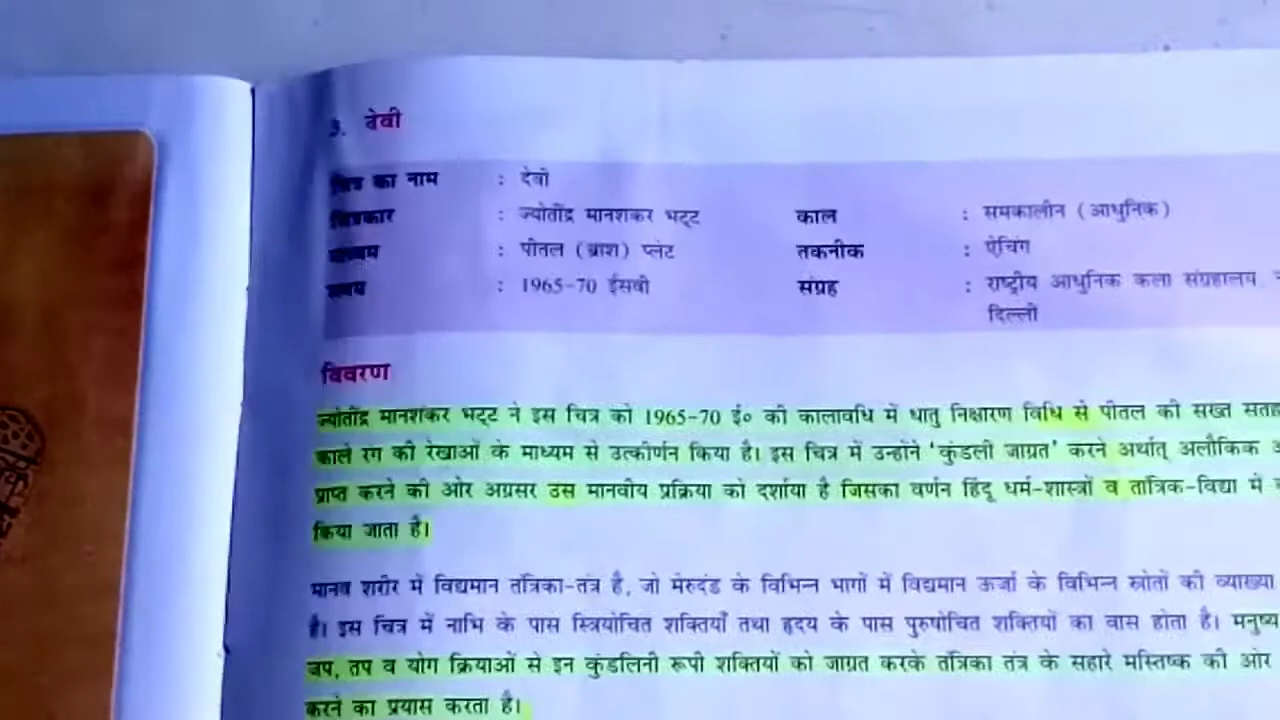 3. देवी
चित्र का नाम : देवी
चित्रकार : ज्योतींद्र मानशंकर भट्ट काल : समकालीन (आधुनिक)
माध्यम : पीतल (ब्राश) प्लेट तकनीक : ऐचिंग
समय : 1965-70 ईसवी संग्रह : राष्ट्रीय आधुनिक कला संग्रहालय,
दिल्ली
विवरण
ज्योतींद्र मानशंकर भट्ट ने इस चित्र को 1965-70 ई० की कालावधि में धातु निक्षारण विधि से पीतल की सख्त
काले रंग की रेखाओं के माध्यम से उत्कीर्णन किया है। इस चित्र में उन्होंने 'कुंडली जाग्रत' करने अर्थात् अलौकिक
प्राप्त करने की ओर अग्रसर उस मानवीय प्रक्रिया को दर्शाया है जिसका वर्णन हिंदू धर्म-शास्त्रों व तांत्रिक-विद्या में
किया जाता है।
मानव शरीर में विद्यमान तंत्रिका-तंत्र है, जो मेरुदंड के विभिन्न भागों में विद्यमान ऊर्जा के विभिन्न स्रोतों की व्याख्या
है। इस चित्र में नाभि के पास स्त्रियोचित शक्तियाँ तथा हृदय के पास पुरुषोचित शक्तियों का वास होता है। मनुष्य
जप, तप व योग क्रियाओं से इन कुंडलिनी रूपी शक्तियों को जाग्रत करके तंत्रिका तंत्र के सहारे मस्तिष्क की ओर
करने का प्रयास करता है।